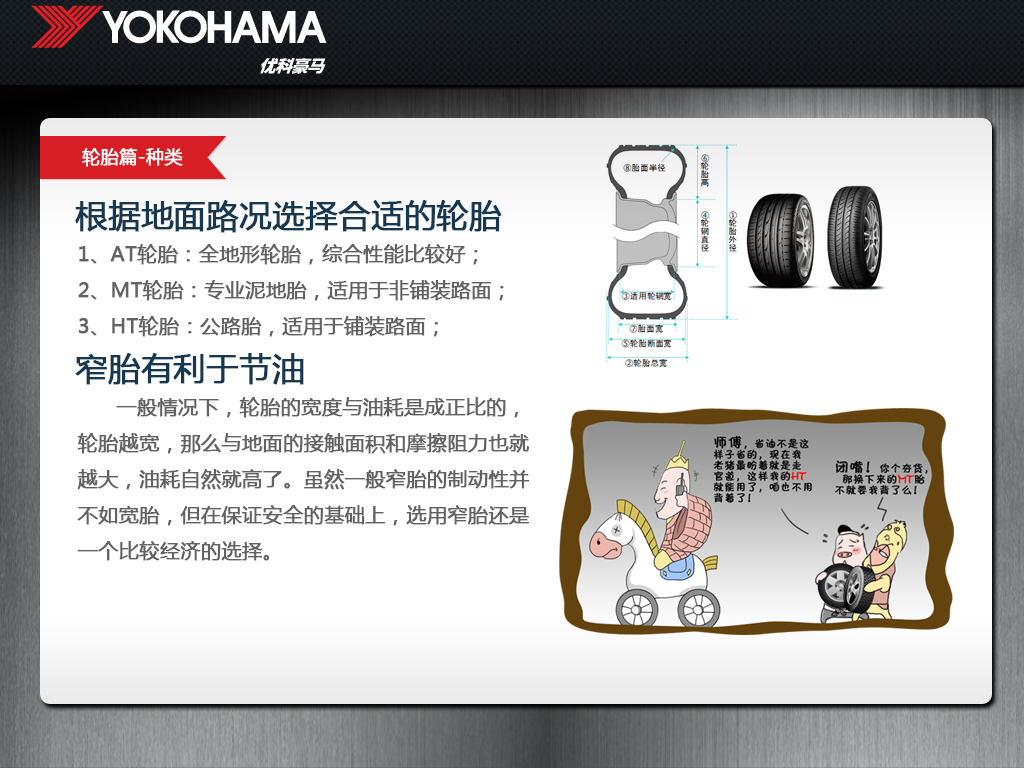 YOKOHAMA
优科豪马
轮胎篇-种类
根据地面路况选择合适的轮胎
1、AT轮胎：全地形轮胎，综合性能比较好；
2、MT轮胎：专业泥地胎，适用于非铺装路面；
3、HT轮胎：公路胎，适用于铺装路面；
窄胎有利于节油
一般情况下，轮胎的宽度与油耗是成正比的，
轮胎越宽，那么与地面的接触面积和摩擦阻力也就
越大，油耗自然就高了。虽然一般窄胎的制动性并
不如宽胎，但在保证安全的基础上，选用窄胎还是
一个比较经济的选择。
⑧胎面半径
⑥轮胎高
④轮辋直径
①轮胎外径
③适用轮辋宽
⑦胎面宽
⑤轮胎断面宽
②轮胎总宽
师傅，省油不是这
样子省的，现在我
老猪最盼着就是走
官道，这样我的HT
就能用了，咱也不用
背着了！
闭嘴！你个夯货，
那换下来的MT胎
不就要我背了么！